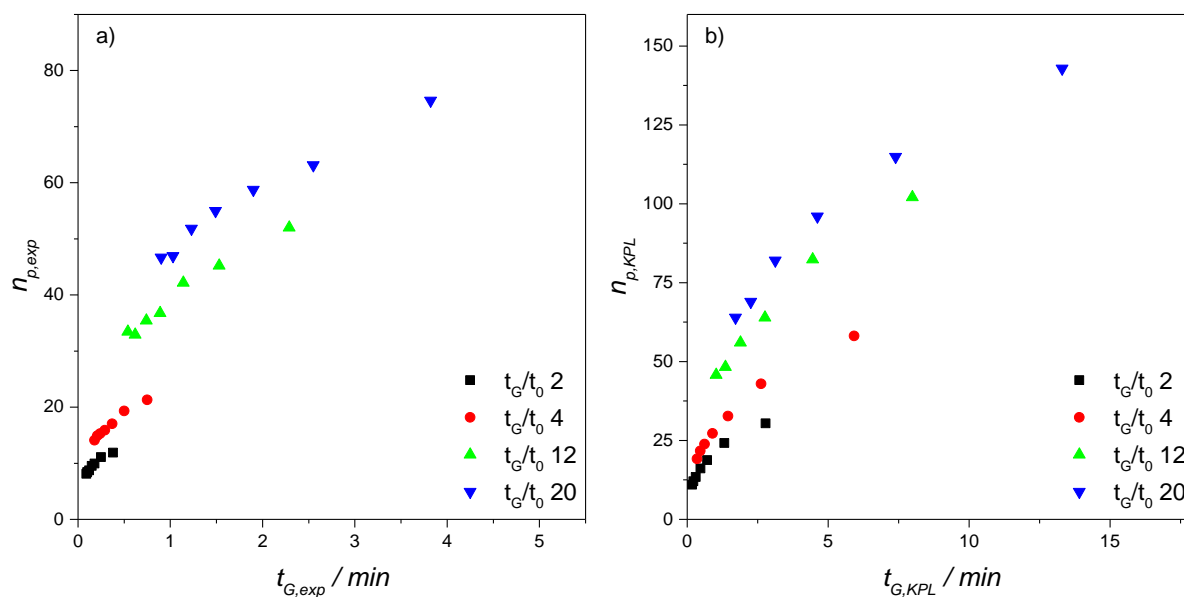 a)
80
60
40
20
0
n_p,exp
0 1 2 3 4 5
t_G,exp / min
t_G/t_0 2
t_G/t_0 4
t_G/t_0 12
t_G/t_0 20
b)
150
125
100
75
50
25
0
n_p,KPL
0 5 10 15
t_G,KPL / min
t_G/t_0 2
t_G/t_0 4
t_G/t_0 12
t_G/t_0 20